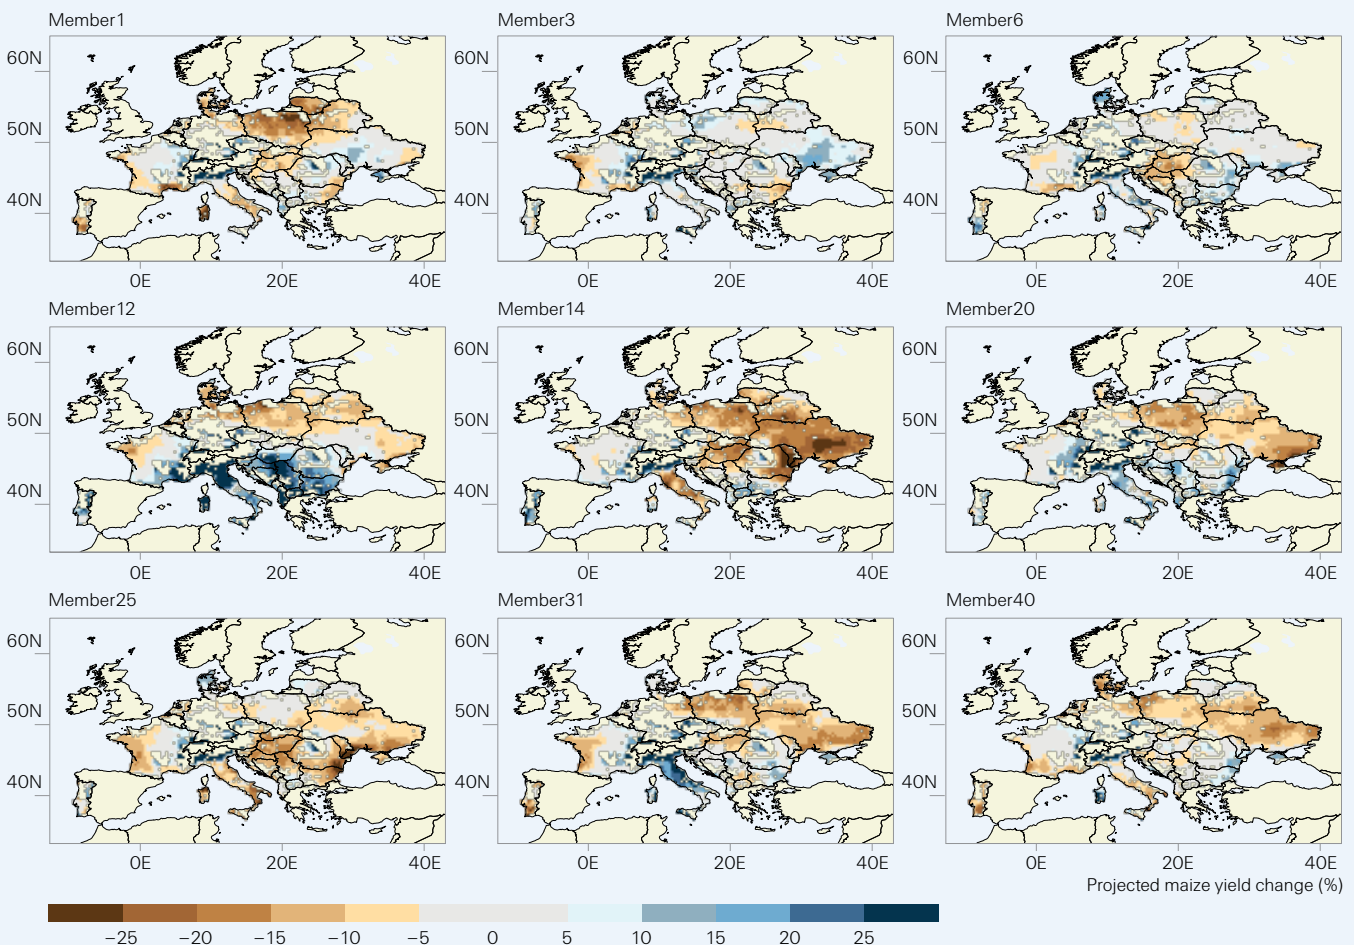 Member1 Member3 Member6
60N 60N 60N
50N 50N 50N
40N 40N 40N
0E 20E 40E 0E 20E 40E 0E 20E 40E
Member12 Member14 Member20
60N 60N 60N
50N 50N 50N
40N 40N 40N
0E 20E 40E 0E 20E 40E 0E 20E 40E
Member25 Member31 Member40
60N 60N 60N
50N 50N 50N
40N 40N 40N
0E 20E 40E 0E 20E 40E 0E 20E 40E
Projected maize yield change (%)
−25 −20 −15 −10 −5 0 5 10 15 20 25